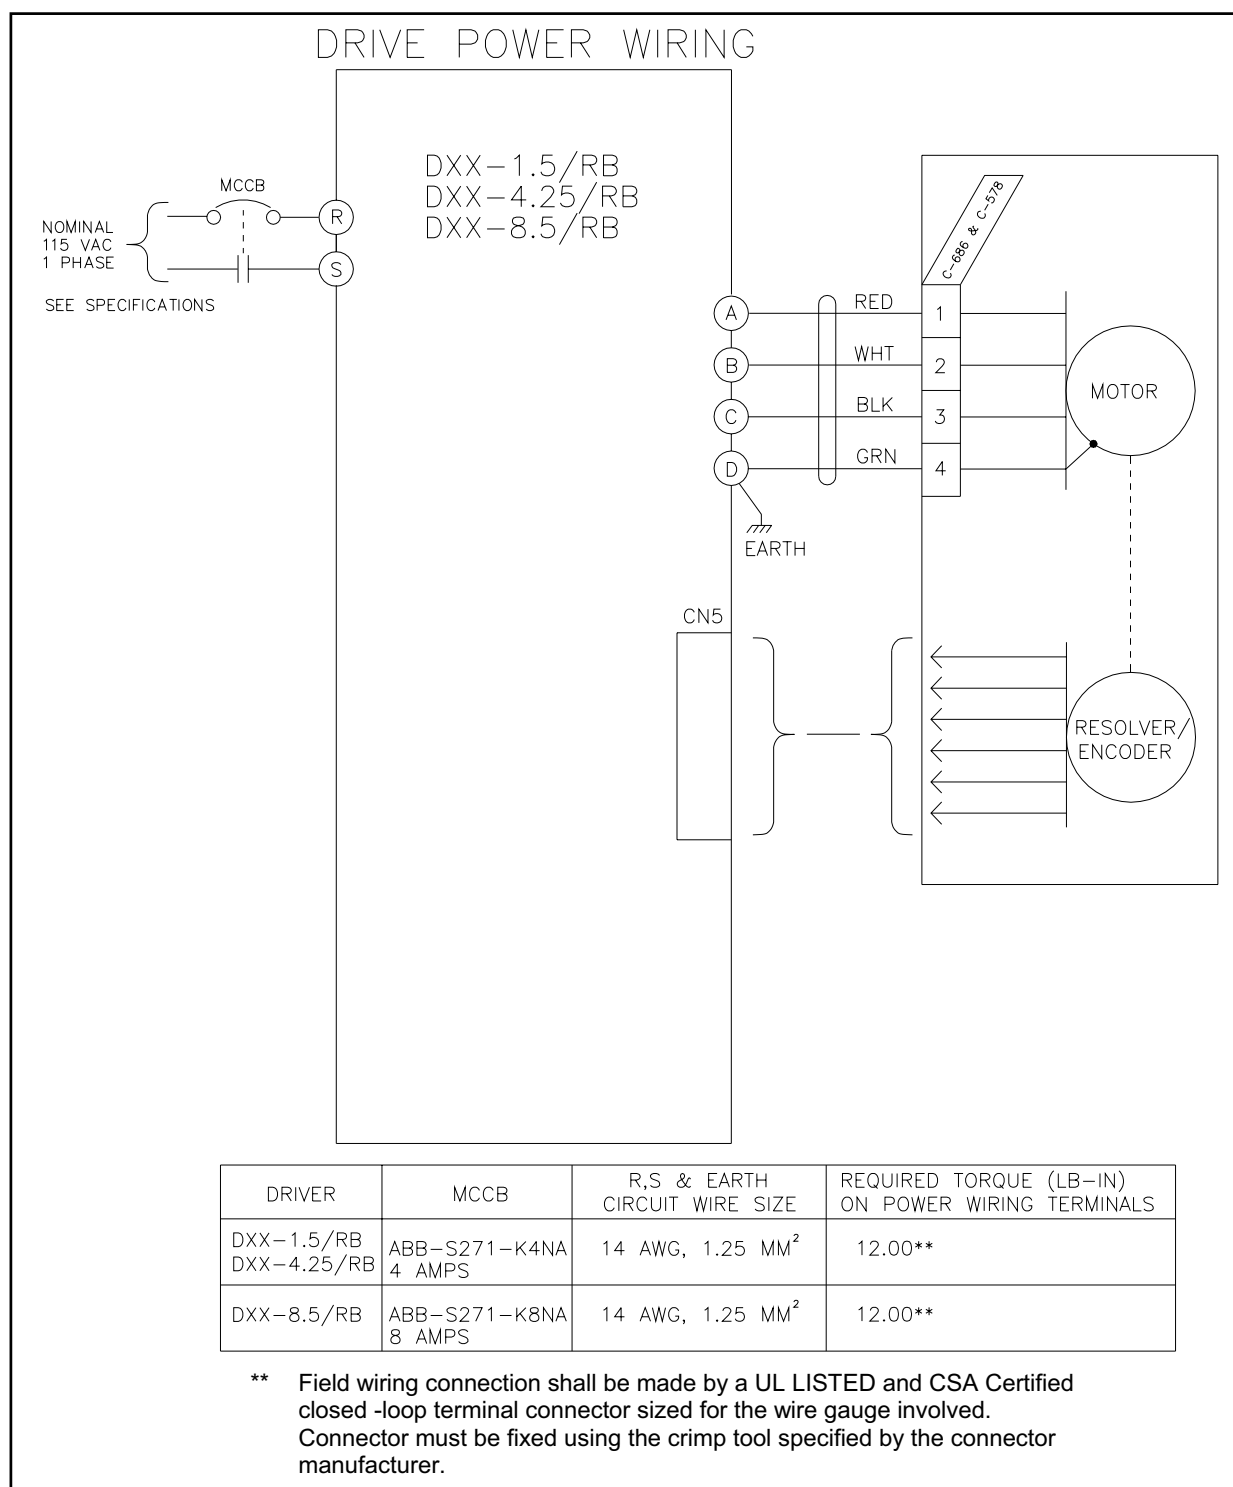 DRIVE POWER WIRING
DXX-1.5/RB
DXX-4.25/RB
DXX-8.5/RB
MCCB
NOMINAL
115 VAC
1 PHASE
SEE SPECIFICATIONS
R
S
C-686 & C-578
A
RED
1
B
WHT
2
C
BLK
3
D
GRN
4
MOTOR
EARTH
CN5
RESOLVER/
ENCODER
DRIVER
MCCB
R,S & EARTH
CIRCUIT WIRE SIZE
REQUIRED TORQUE (LB-IN)
ON POWER WIRING TERMINALS
DXX-1.5/RB
DXX-4.25/RB
ABB-S271-K4NA
4 AMPS
14 AWG, 1.25 MM²
12.00**
DXX-8.5/RB
ABB-S271-K8NA
8 AMPS
14 AWG, 1.25 MM²
12.00**
** Field wiring connection shall be made by a UL LISTED and CSA Certified
closed -loop terminal connector sized for the wire gauge involved.
Connector must be fixed using the crimp tool specified by the connector
manufacturer.